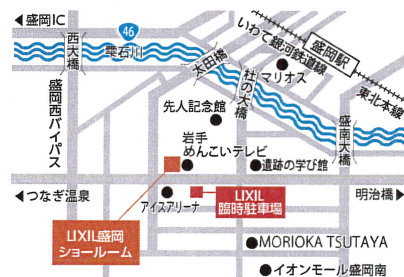 ◀盛岡IC
46
西大橋
雫石川
太田橋
いわて銀河鉄道線
盛岡駅
マリオス
東北本線
杜の大橋
盛岡西バイパス
先人記念館
盛南大橋
岩手
めんこいテレビ
遺跡の学び館
◀つなぎ温泉
アイスアリーナ
LIXIL
臨時駐車場
明治橋▶
LIXIL盛岡
ショールーム
MORIOKA TSUTAYA
イオンモール盛岡南